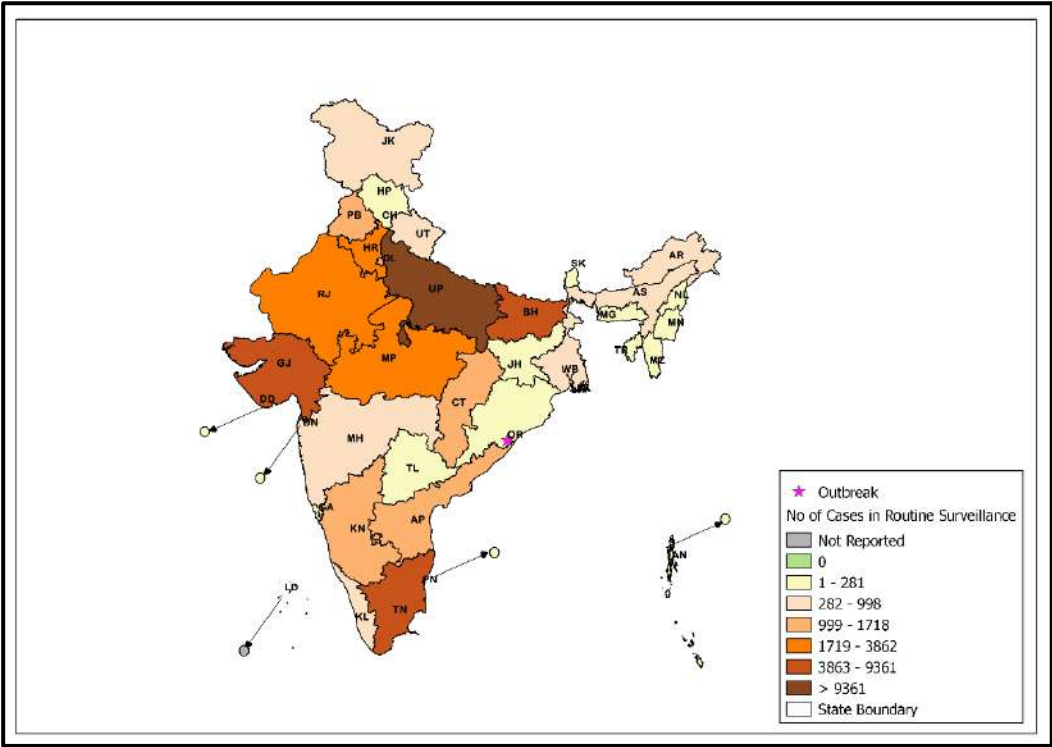 JK
HP
PB
CH
UT
HR
DL
AR
SK
RJ
UP
AS
NL
BH
MG
MN
TR
MZ
GJ
MP
JH
WB
DD
CT
DN
MH
OR
TL
GA
AP
KN
AN
PN
LD
KL
TN
Outbreak
No of Cases in Routine Surveillance
Not Reported
0
1 - 281
282 - 998
999 - 1718
1719 - 3862
3863 - 9361
> 9361
State Boundary